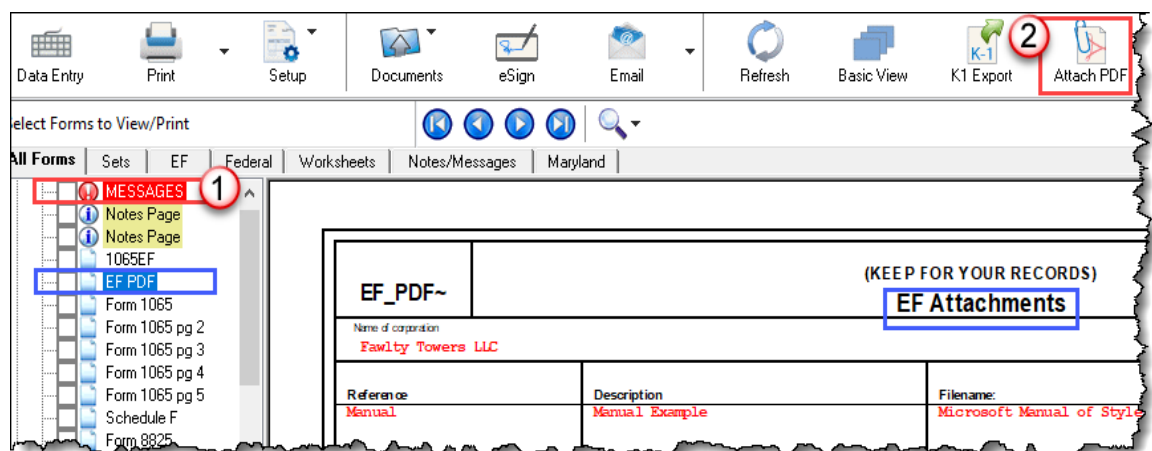 Data Entry Print Setup Documents eSign Email Refresh Basic View K-1 K1 Export 2 Attach PDF
elect Forms to View/Print
All Forms Sets EF Federal Worksheets Notes/Messages Maryland
MESSAGES 1
Notes Page
Notes Page
1065EF
EF PDF
Form 1065
Form 1065 pg 2
Form 1065 pg 3
Form 1065 pg 4
Form 1065 pg 5
Schedule F
Form 8825
(KEEP FOR YOUR RECORDS)
EF_PDF~ EF Attachments
Name of corporation
Fawlty Towers LLC
Reference Description Filename:
Manual Manual Example Microsoft Manual of Style